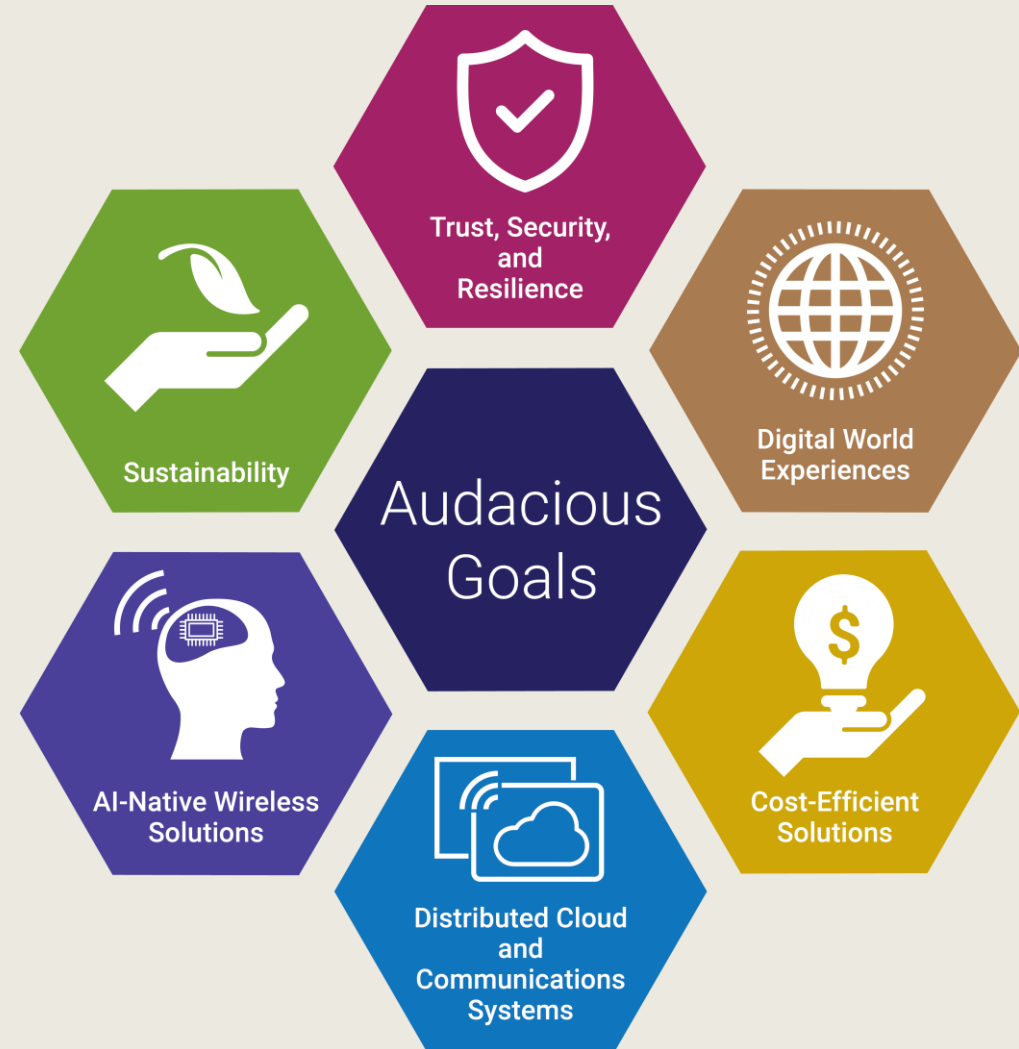 Trust, Security,
and
Resilience
Sustainability
Digital World
Experiences
Audacious
Goals
AI-Native Wireless
Solutions
$
Cost-Efficient
Solutions
Distributed Cloud
and
Communications
Systems